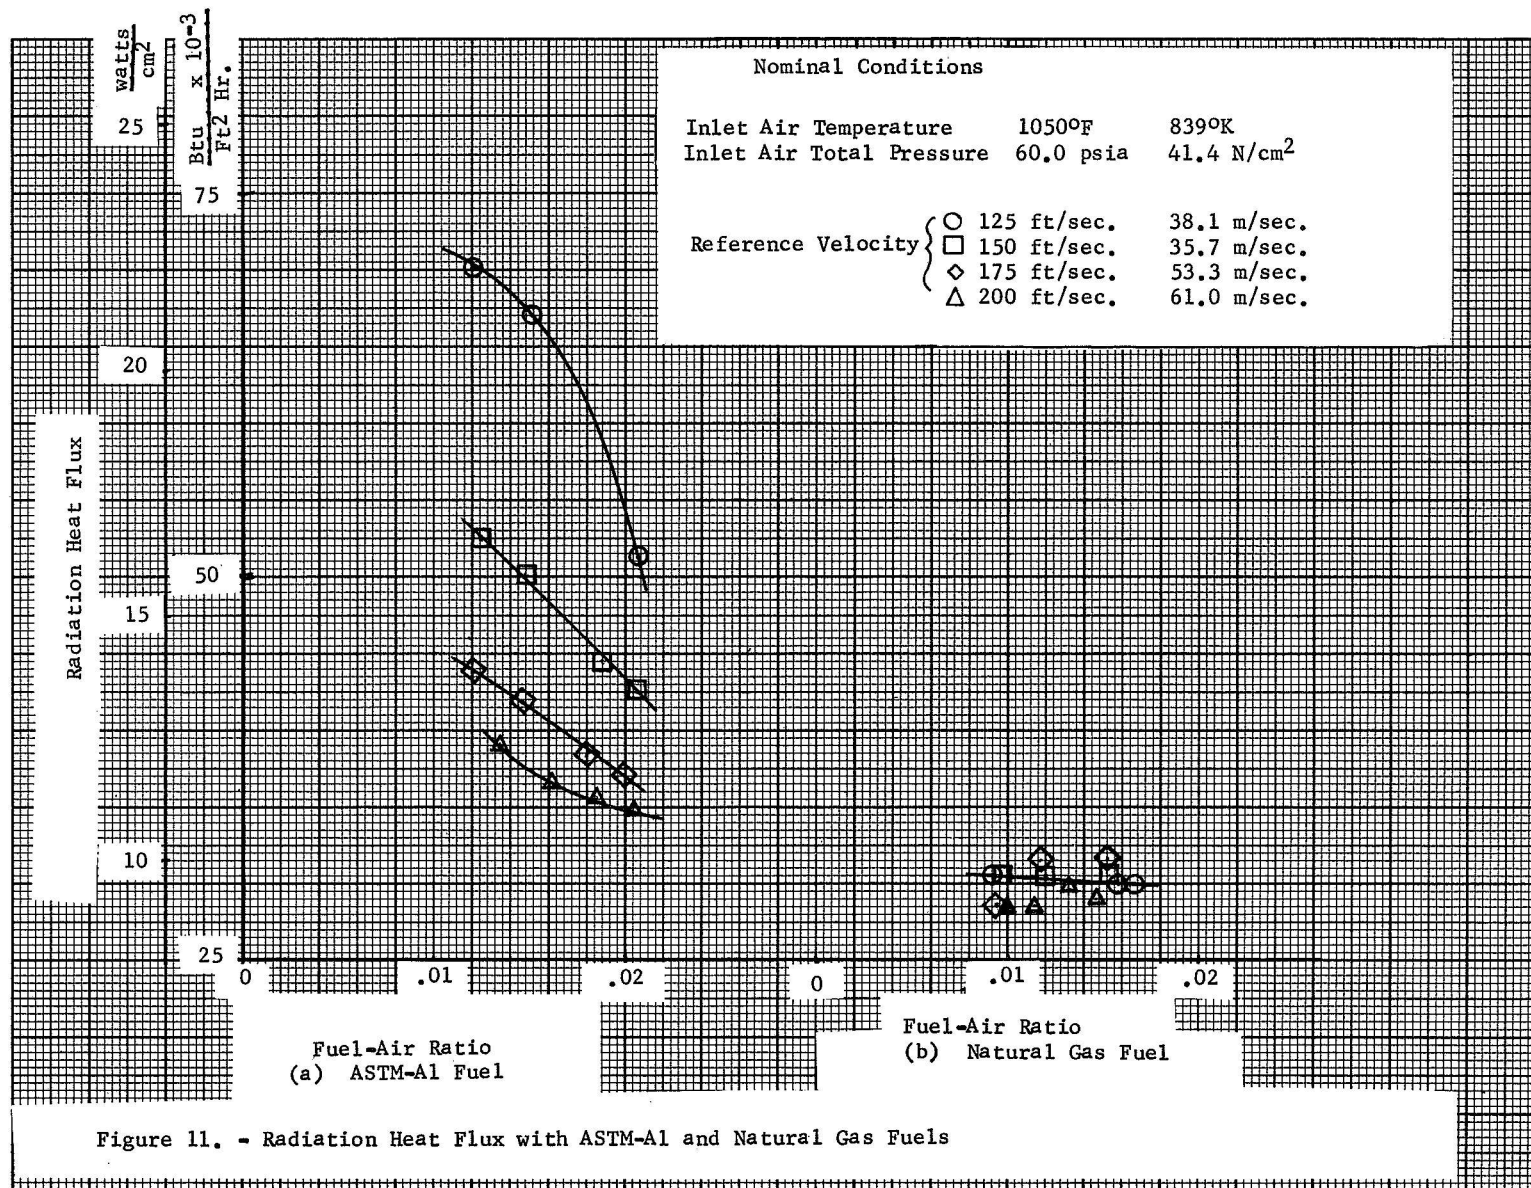 watts
cm2
Btu x 10-3
Ft2 Hr.
Nominal Conditions
Inlet Air Temperature 1050ºF 839ºK
Inlet Air Total Pressure 60.0 psia 41.4 N/cm2
Reference Velocity
125 ft/sec. 38.1 m/sec.
150 ft/sec. 35.7 m/sec.
175 ft/sec. 53.3 m/sec.
200 ft/sec. 61.0 m/sec.
25
75
20
50
15
10
25
Radiation Heat Flux
0 .01 .02
0 .01 .02
Fuel-Air Ratio
(a) ASTM-A1 Fuel
Fuel-Air Ratio
(b) Natural Gas Fuel
Figure 11. - Radiation Heat Flux with ASTM-A1 and Natural Gas Fuels